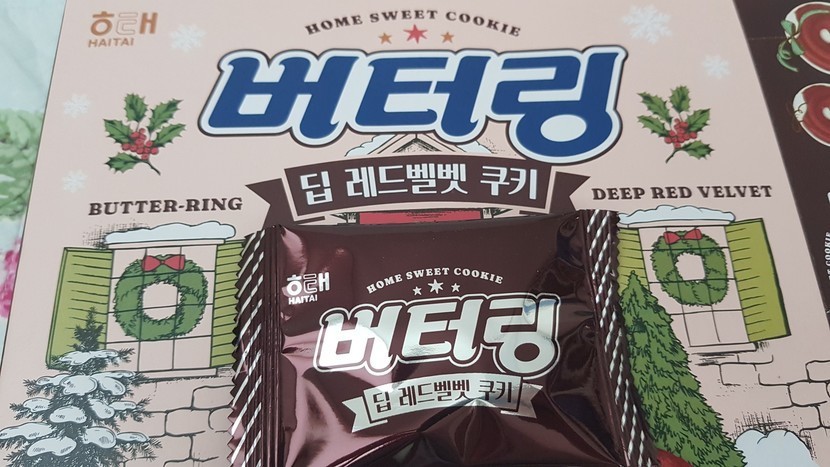 해태
HAITAI
HOME SWEET COOKIE
버터링
딥 레드벨벳 쿠키
BUTTER-RING
DEEP RED VELVET
해태
HAITAI
HOME SWEET COOKIE
버터링
딥 레드벨벳 쿠키